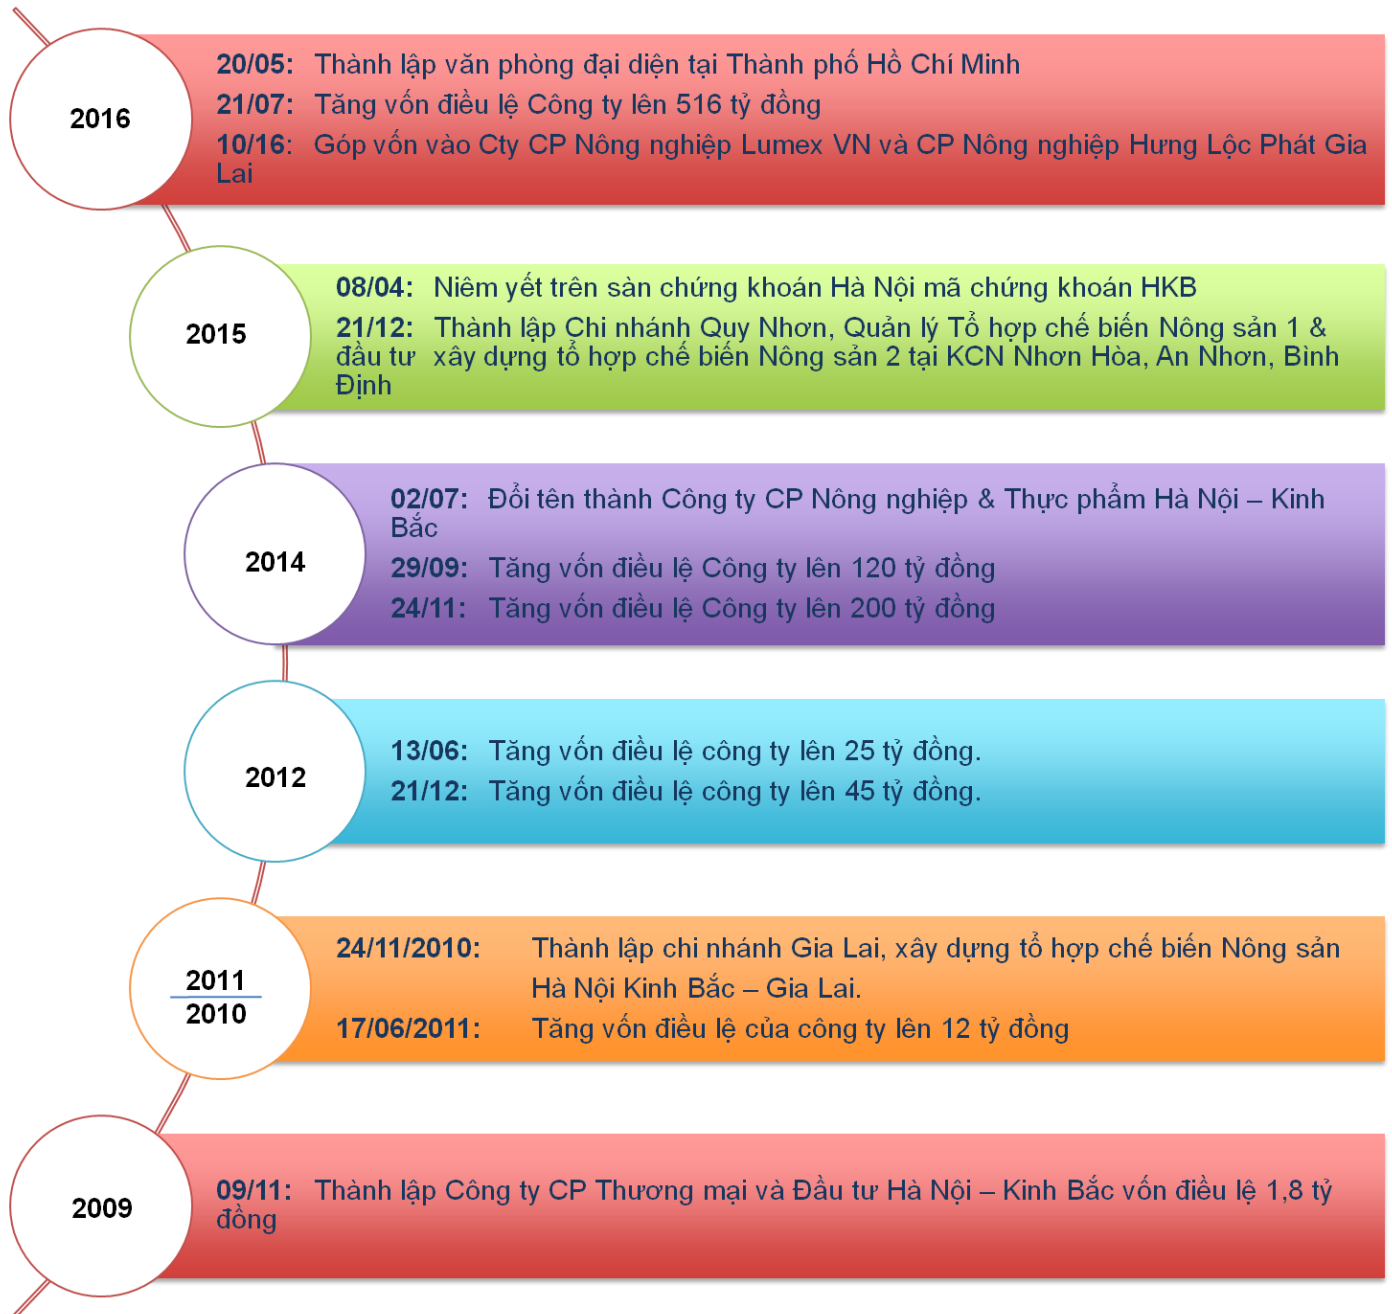 2016
20/05: Thành lập văn phòng đại diện tại Thành phố Hồ Chí Minh
21/07: Tăng vốn điều lệ Công ty lên 516 tỷ đồng
10/16: Góp vốn vào Cty CP Nông nghiệp Lumex VN và CP Nông nghiệp Hưng Lộc Phát Gia
Lai
2015
08/04: Niêm yết trên sàn chứng khoán Hà Nội mã chứng khoán HKB
21/12: Thành lập Chi nhánh Quy Nhơn, Quản lý Tổ hợp chế biến Nông sản 1 &
đầu tư xây dựng tổ hợp chế biến Nông sản 2 tại KCN Nhơn Hòa, An Nhơn, Bình
Định
2014
02/07: Đổi tên thành Công ty CP Nông nghiệp & Thực phẩm Hà Nội – Kinh
Bắc
29/09: Tăng vốn điều lệ Công ty lên 120 tỷ đồng
24/11: Tăng vốn điều lệ Công ty lên 200 tỷ đồng
2012
13/06: Tăng vốn điều lệ công ty lên 25 tỷ đồng.
21/12: Tăng vốn điều lệ công ty lên 45 tỷ đồng.
2011
2010
24/11/2010: Thành lập chi nhánh Gia Lai, xây dựng tổ hợp chế biến Nông sản
Hà Nội Kinh Bắc – Gia Lai.
17/06/2011: Tăng vốn điều lệ của công ty lên 12 tỷ đồng
2009
09/11: Thành lập Công ty CP Thương mại và Đầu tư Hà Nội – Kinh Bắc vốn điều lệ 1,8 tỷ
đồng